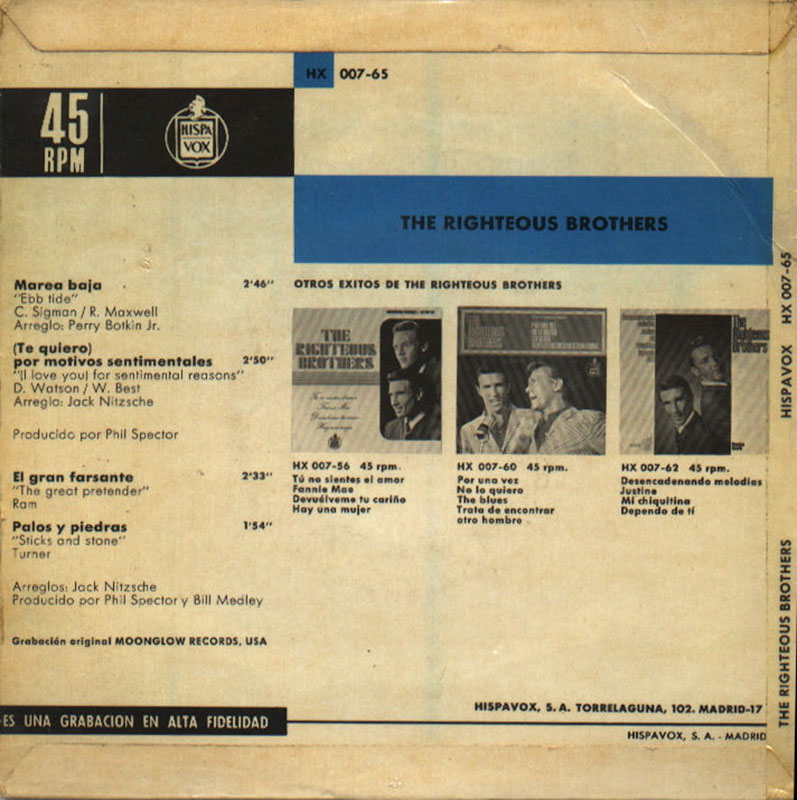 HX 007-65
45
RPM
HISPA
VOX
THE RIGHTEOUS BROTHERS
Marea baja 2'46"
"Ebb tide"
C. Sigman / R. Maxwell
Arreglo: Perry Botkin Jr.
(Te quiero)
por motivos sentimentales 2'50"
"(I love you) for sentimental reasons"
D. Watson / W. Best
Arreglo: Jack Nitzsche
Producido por Phil Spector
El gran farsante 2'33"
"The great pretender"
Ram
Palos y piedras 1'54"
"Sticks and stone"
Turner
Arreglos: Jack Nitzsche
Producido por Phil Spector y Bill Medley
Grabación original MOONGLOW RECORDS, USA
ES UNA GRABACION EN ALTA FIDELIDAD
OTROS EXITOS DE THE RIGHTEOUS BROTHERS
THE
RIGHTEOUS
BROTHERS
HX 007-56 45 rpm.
Tú no sientes el amor
Fannie Mae
Devuélveme tu cariño
Hay una mujer
HX 007-60 45 rpm.
Por una vez
No lo quiero
The blues
Trata de encontrar
otro hombre
The
Righteous
Brothers
HX 007-62 45 rpm.
Desencadenando melodías
Justine
Mi chiquitina
Depende de tí
HISPAVOX, S. A. TORRELAGUNA, 102. MADRID-17
HISPAVOX, S. A. - MADRID
THE RIGHTEOUS BROTHERS HISPAVOX HX 007-65